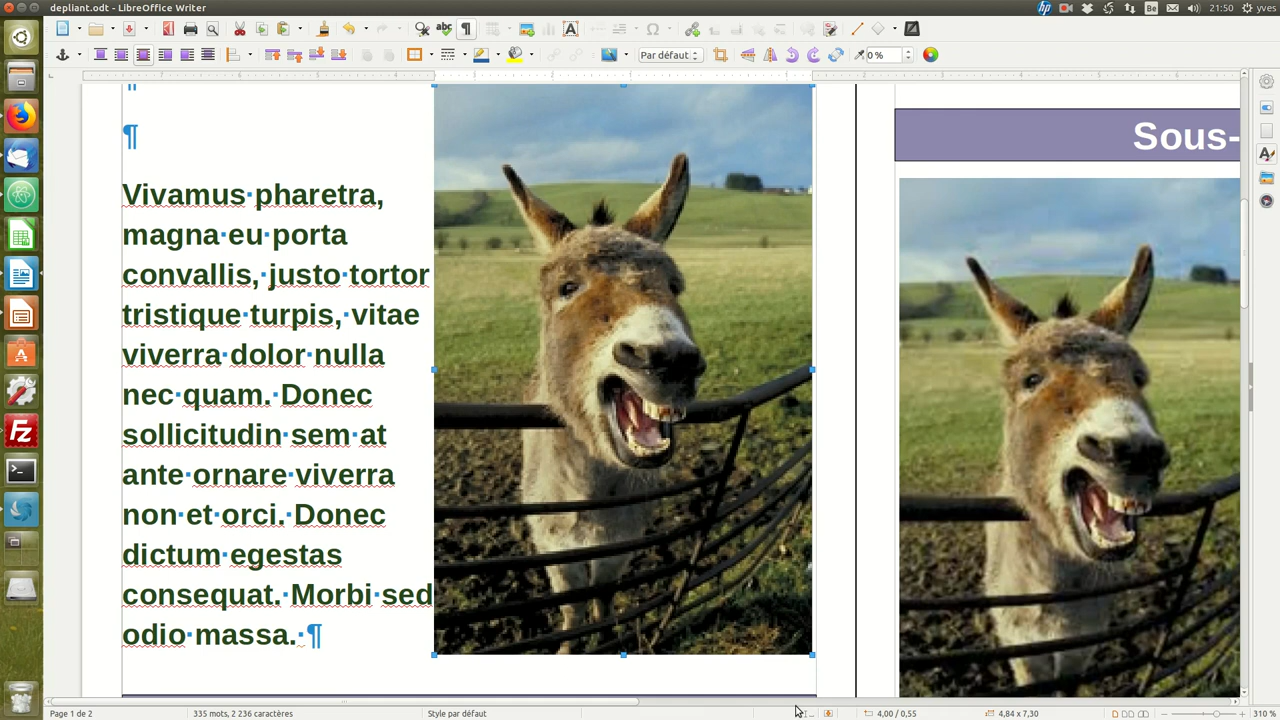 depliant.odt - LibreOffice Writer
Be
21:50
yves
abc
Par défaut
0 %
¶
¶
Vivamus pharetra,
magna eu porta
convallis, justo tortor
tristique turpis, vitae
viverra dolor nulla
nec quam. Donec
sollicitudin sem at
ante ornare viverra
non et orci. Donec
dictum egestas
consequat. Morbi sed
odio massa. ¶
Sous-
Page 1 de 2
335 mots, 2 236 caractères
Style par défaut
4,00 / 0,55
4,84 x 7,30
310 %